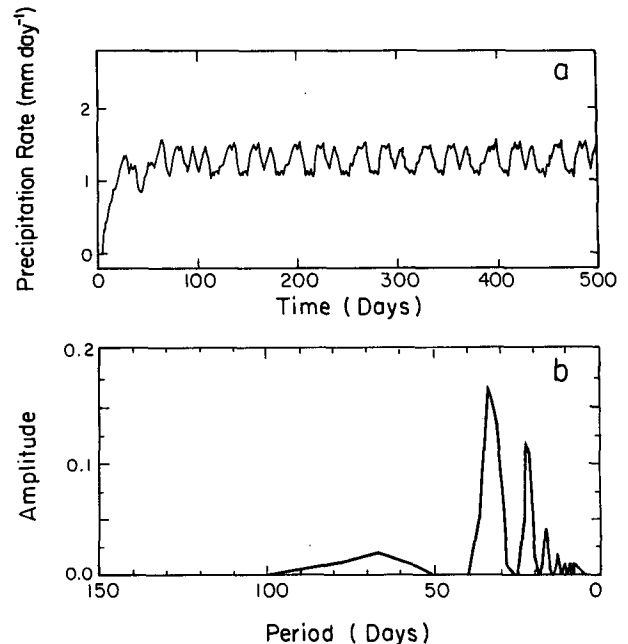 a
Precipitation Rate (mm day⁻¹)
2
1
0
0 100 200 300 400 500
Time (Days)
b
Amplitude
0.2
0.1
0.0
150 100 50 0
Period (Days)